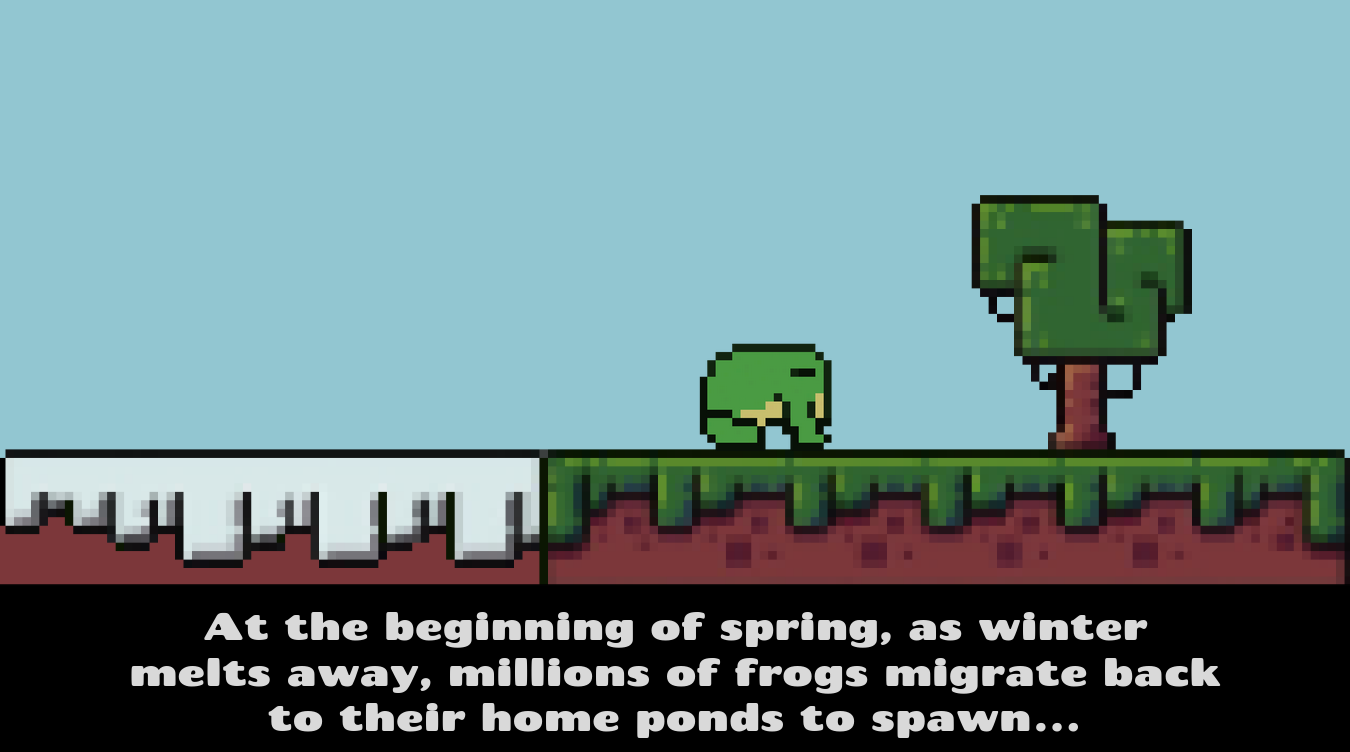 At the beginning of spring, as winter
melts away, millions of frogs migrate back
to their home ponds to spawn...